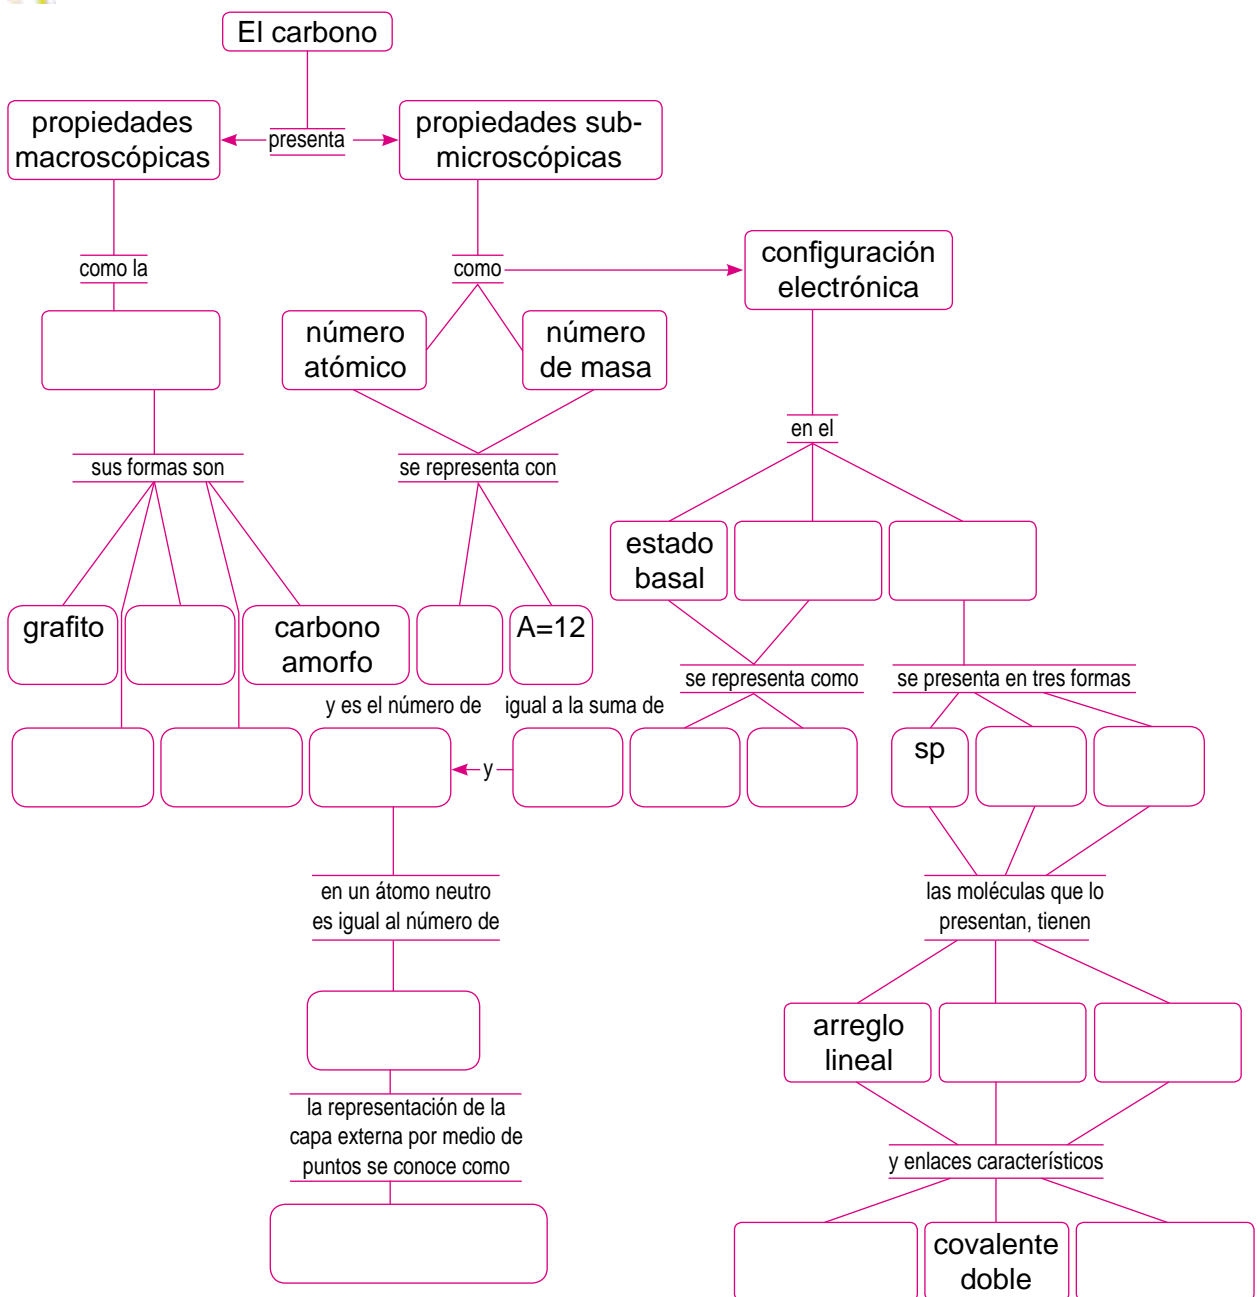 El carbono
propiedades
macroscópicas
presenta
propiedades sub-
microscópicas
como la
como
configuración
electrónica
número
atómico
número
de masa
en el
sus formas son
se representa con
estado
basal
grafito
carbono
amorfo
A=12
se representa como
se presenta en tres formas
y es el número de
igual a la suma de
y
sp
en un átomo neutro
es igual al número de
las moléculas que lo
presentan, tienen
arreglo
lineal
la representación de la
capa externa por medio de
puntos se conoce como
y enlaces característicos
covalente
doble